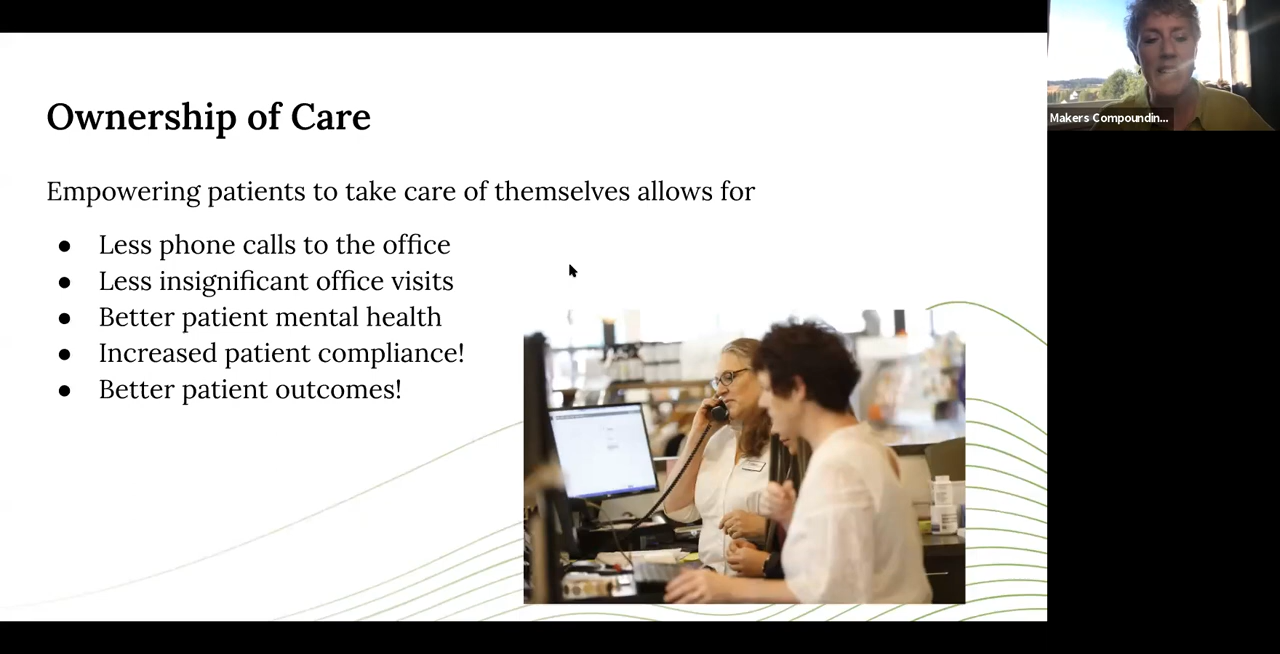 Ownership of Care
Empowering patients to take care of themselves allows for
● Less phone calls to the office
● Less insignificant office visits
● Better patient mental health
● Increased patient compliance!
● Better patient outcomes!
Makers Compoundin...